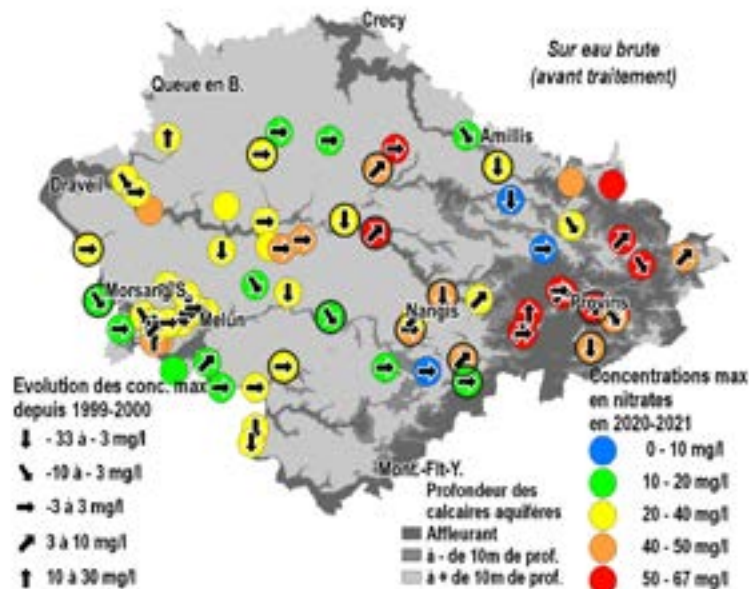 Crecy
Sur eau brute
(avant traitement)
Queue en B.
Amillis
Draveil
Morsang S.
Melun
Nangis
Provins
Mont.-Flt-Y.
Evolution des conc. max
depuis 1999-2000
- 33 à - 3 mg/l
-10 à - 3 mg/l
-3 à 3 mg/l
3 à 10 mg/l
10 à 30 mg/l
Profondeur des
calcaires aquifères
Affleurant
à - de 10m de prof.
à + de 10m de prof.
Concentrations max
en nitrates
en 2020-2021
0 - 10 mg/l
10 - 20 mg/l
20 - 40 mg/l
40 - 50 mg/l
50 - 67 mg/l